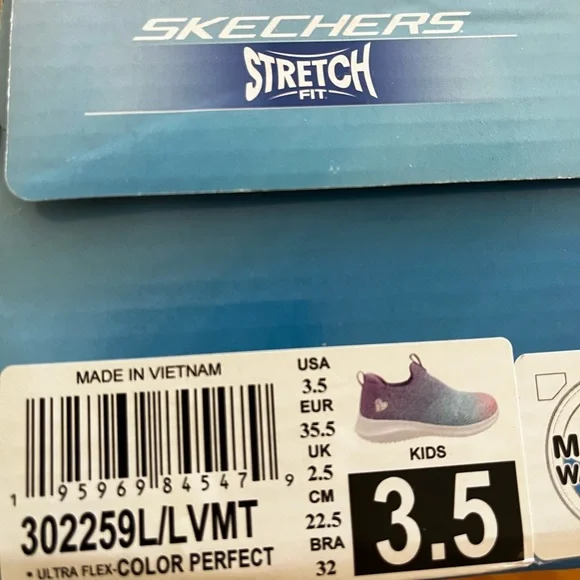 SKECHERS
STRETCH
FIT
MADE IN VIETNAM
1 95969 84547 9
302259L/LVMT
• ULTRA FLEX-COLOR PERFECT
USA
3.5
EUR
35.5
UK
2.5
CM
22.5
BRA
32
KIDS
3.5